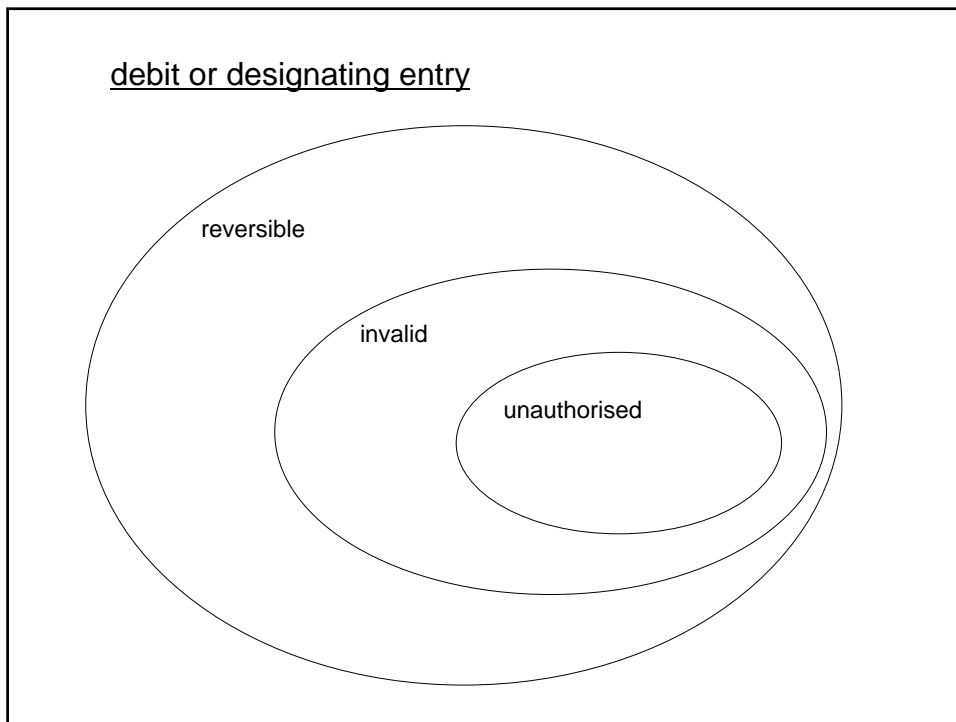 debit or designating entry
reversible
invalid
unauthorised